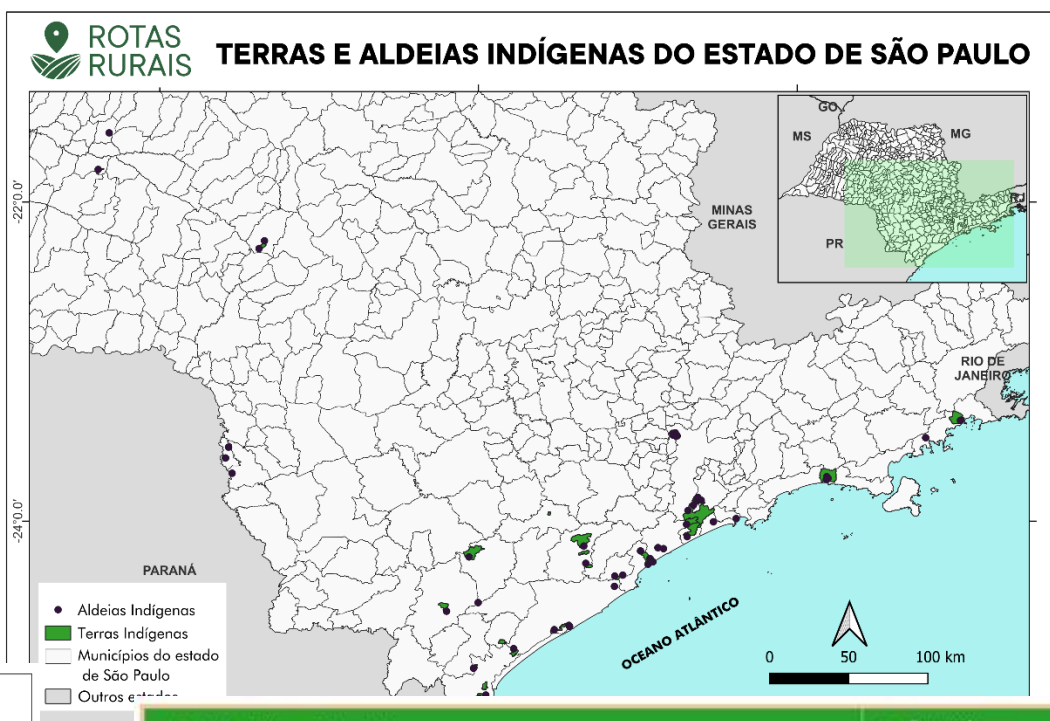 ROTAS
RURAIS
TERRAS E ALDEIAS INDÍGENAS DO ESTADO DE SÃO PAULO
GO
MS
MG
RJ
PR
-22°0.0'
MINAS
GERAIS
RIO DE
JANEIRO
-24°0.0'
PARANÁ
OCEANO ATLÂNTICO
Aldeias Indígenas
Terras Indígenas
Municípios do estado
de São Paulo
Outros estados
0 50 100 km